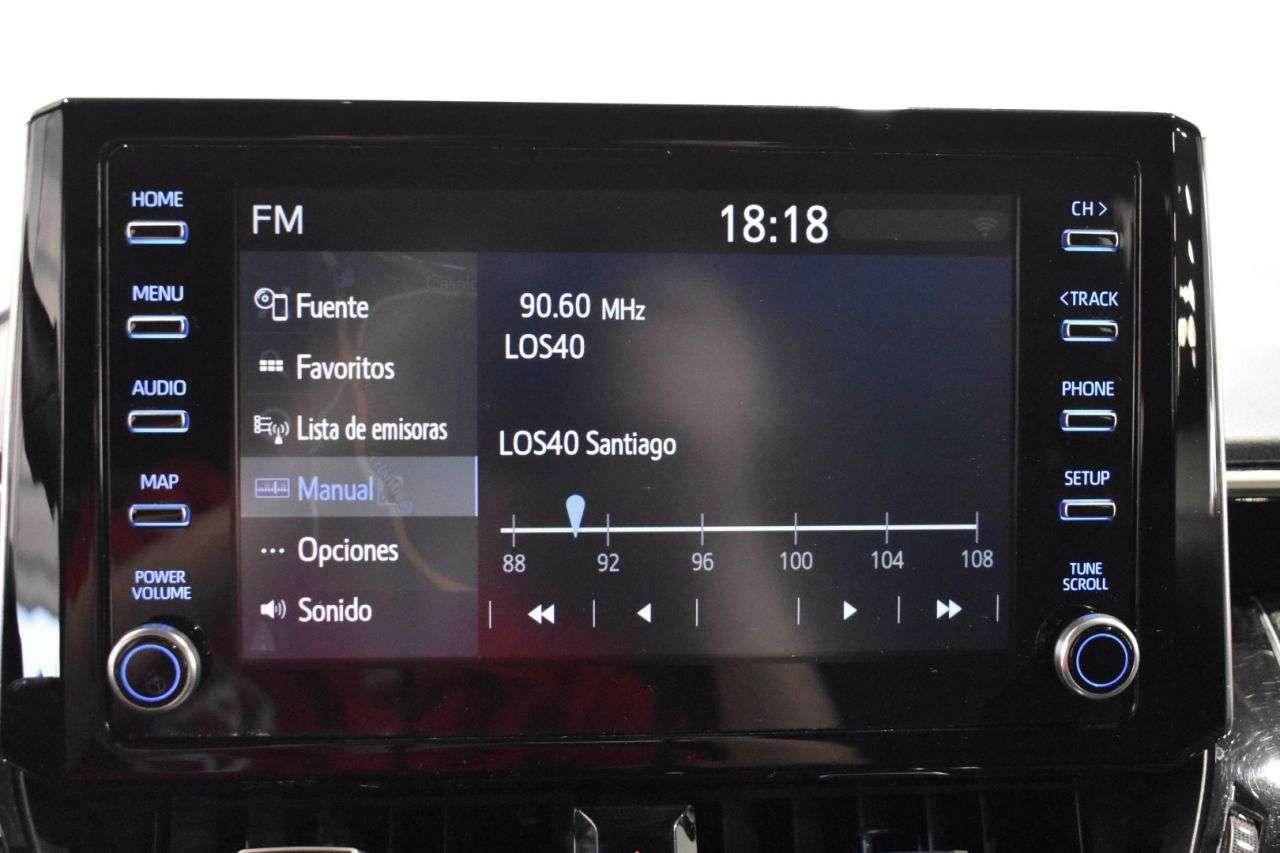 HOME
MENU
AUDIO
MAP
POWER
VOLUME
FM
18:18
Fuente
Favoritos
Lista de emisoras
Manual
Opciones
Sonido
90.60 MHz
LOS40
LOS40 Santiago
88 92 96 100 104 108
CH >
<TRACK
PHONE
SETUP
TUNE
SCROLL